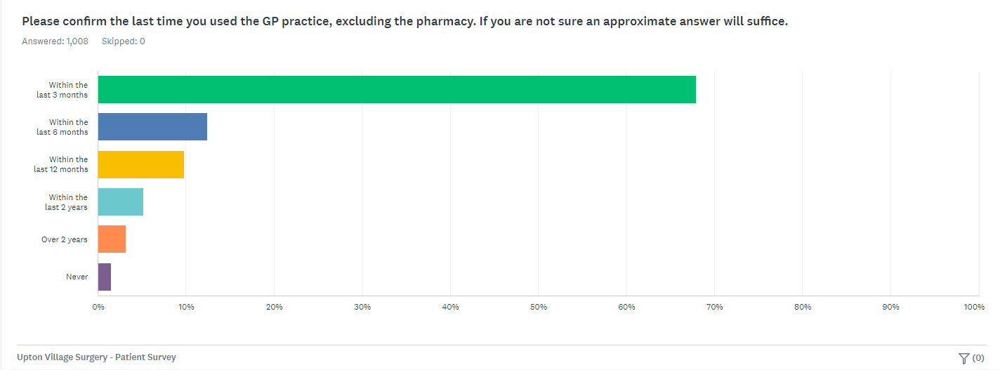 Please confirm the last time you used the GP practice, excluding the pharmacy. If you are not sure an approximate answer will suffice.
Answered: 1,008 Skipped: 0
Within the
last 3 months
Within the
last 6 months
Within the
last 12 months
Within the
last 2 years
Over 2 years
Never
0% 10% 20% 30% 40% 50% 60% 70% 80% 90% 100%
Upton Village Surgery - Patient Survey (0)